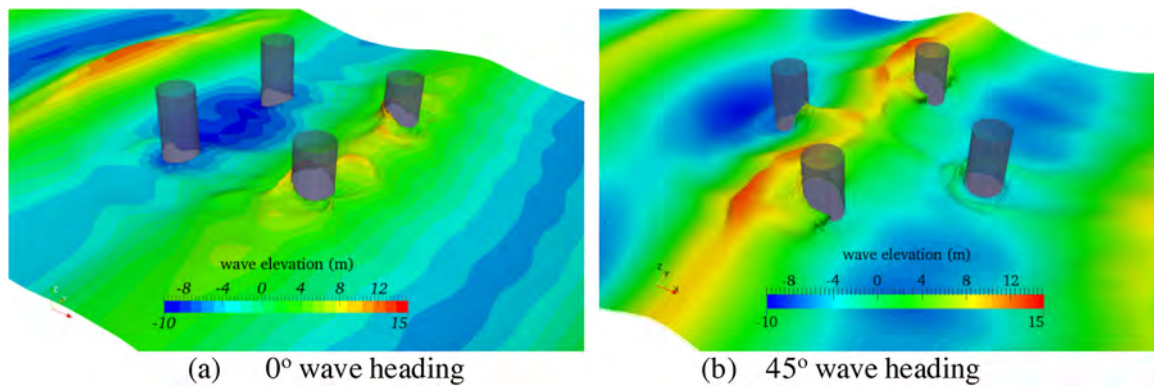 wave elevation (m)
-8 -4 0 4 8 12
-10 15
wave elevation (m)
-8 -4 0 4 8 12
-10 15
(a) 0° wave heading
(b) 45° wave heading